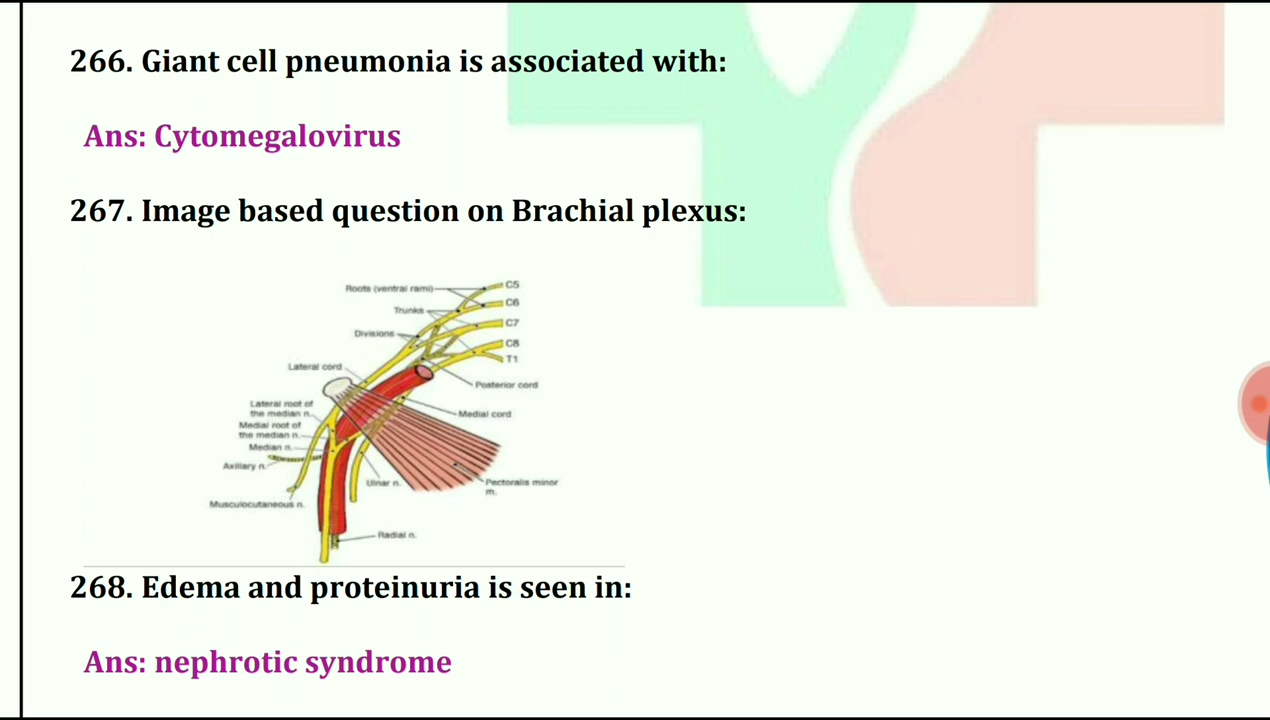 266. Giant cell pneumonia is associated with:
Ans: Cytomegalovirus
267. Image based question on Brachial plexus:
Roots (ventral rami)
C5
C6
Trunks
C7
Divisions
C8
T1
Lateral cord
Posterior cord
Lateral root of
the median n.
Medial cord
Medial root of
the median n.
Median n.
Axillary n.
Ulnar n.
Pectoralis minor
m.
Musculocutaneous n.
Radial n.
268. Edema and proteinuria is seen in:
Ans: nephrotic syndrome